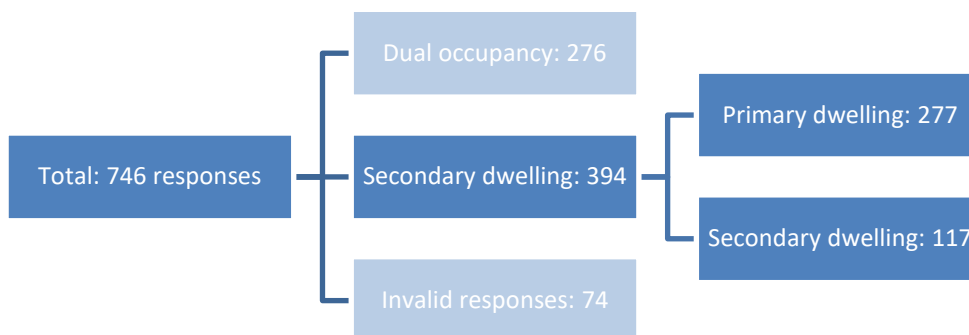 Total: 746 responses
Dual occupancy: 276
Secondary dwelling: 394
Invalid responses: 74
Primary dwelling: 277
Secondary dwelling: 117